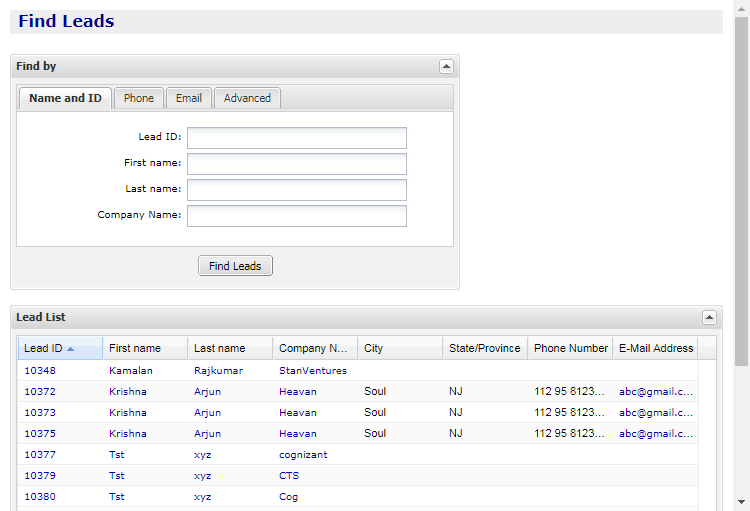 Find Leads
Find by
Name and ID Phone Email Advanced
Lead ID:
First name:
Last name:
Company Name:
Find Leads
Lead List
Lead ID First name Last name Company N... City State/Province Phone Number E-Mail Address
10348 Kamalan Rajkumar StanVentures
10372 Krishna Arjun Heavan Soul NJ 112 95 8123... abc@gmail.c...
10373 Krishna Arjun Heavan Soul NJ 112 95 8123... abc@gmail.c...
10375 Krishna Arjun Heavan Soul NJ 112 95 8123... abc@gmail.c...
10377 Tst xyz cognizant
10379 Tst xyz CTS
10380 Tst xyz Cog